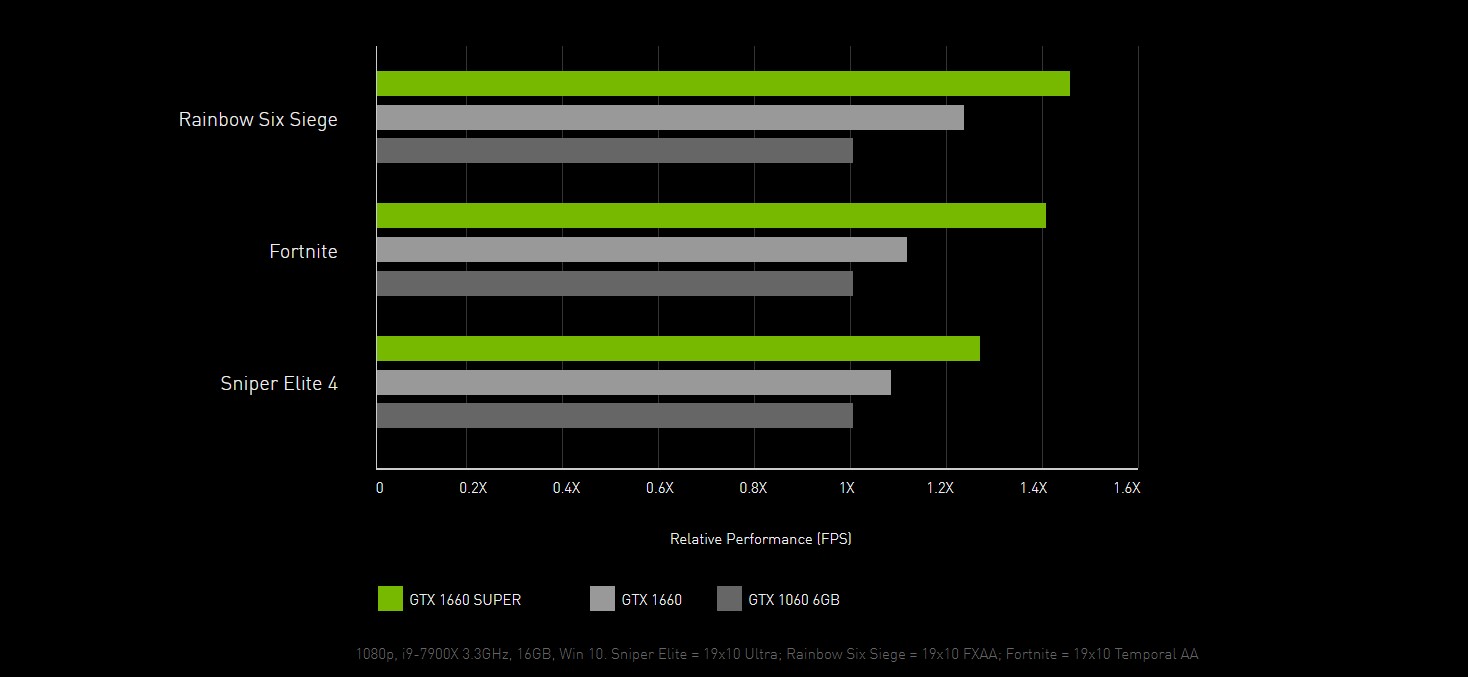 Rainbow Six Siege
Fortnite
Sniper Elite 4
0 0.2X 0.4X 0.6X 0.8X 1X 1.2X 1.4X 1.6X
Relative Performance (FPS)
GTX 1660 SUPER GTX 1660 GTX 1060 6GB
1080p, i9-7900X 3.3GHz, 16GB, Win 10. Sniper Elite = 19x10 Ultra; Rainbow Six Siege = 19x10 FXAA; Fortnite = 19x10 Temporal AA